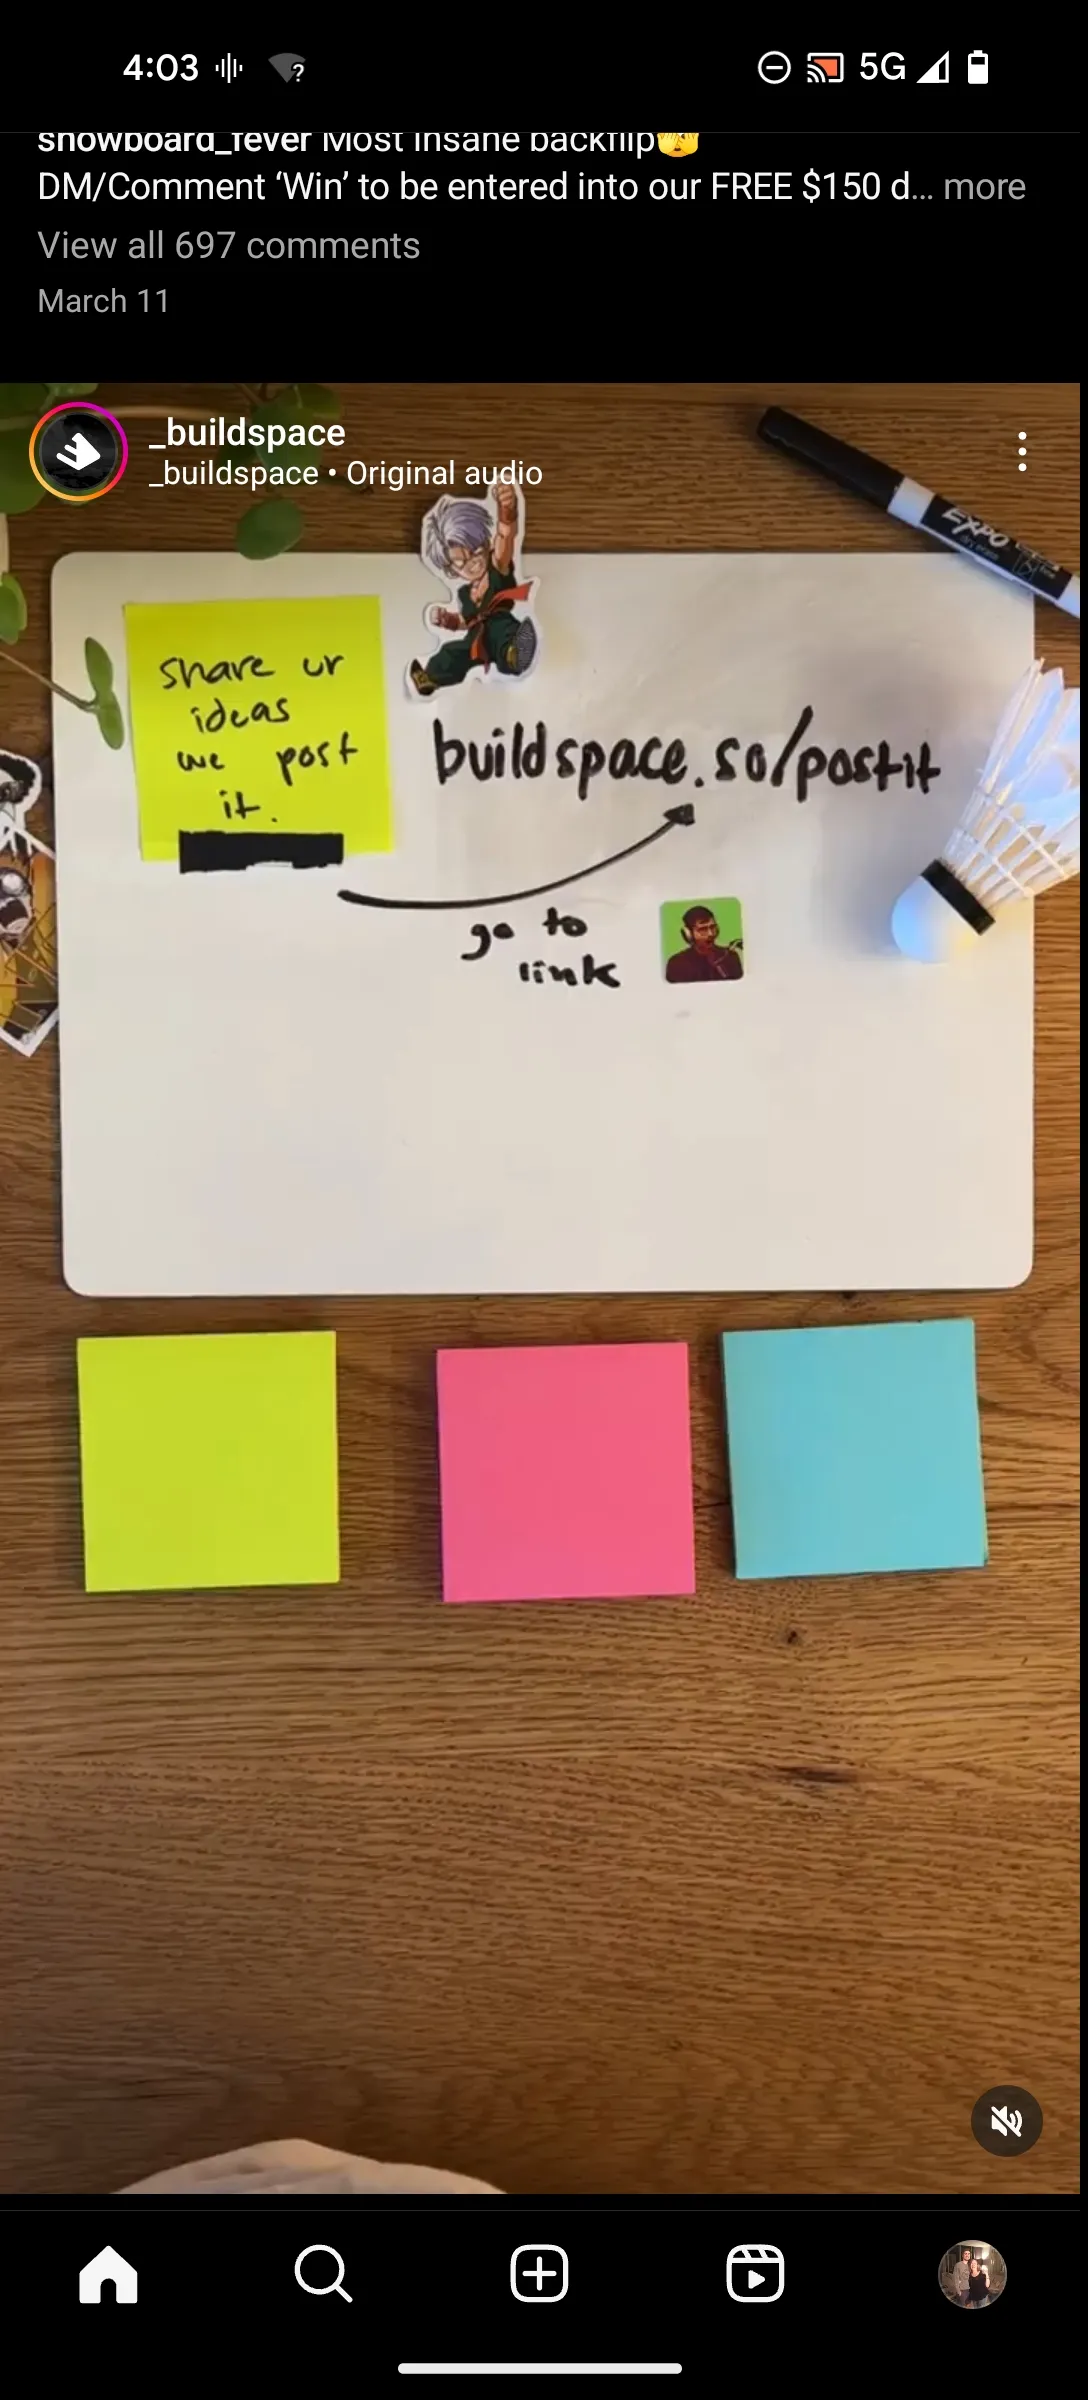 4:03
5G
snowboard_fever Most insane backflip🫣
DM/Comment ‘Win’ to be entered into our FREE $150 d... more
View all 697 comments
March 11
_buildspace
_buildspace • Original audio
EXPO
dry erase
share ur
ideas
we post
it.
buildspace.so/postit
go to
link